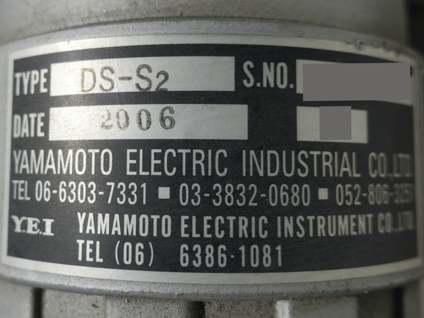 TYPE DS-S2 S.NO.
DATE 2006
YAMAMOTO ELECTRIC INDUSTRIAL CO.,LTD.
TEL 06-6303-7331 ■ 03-3832-0680 ■ 052-806-3257
Y.E.I YAMAMOTO ELECTRIC INSTRUMENT CO.,LTD.
TEL (06) 6386-1081